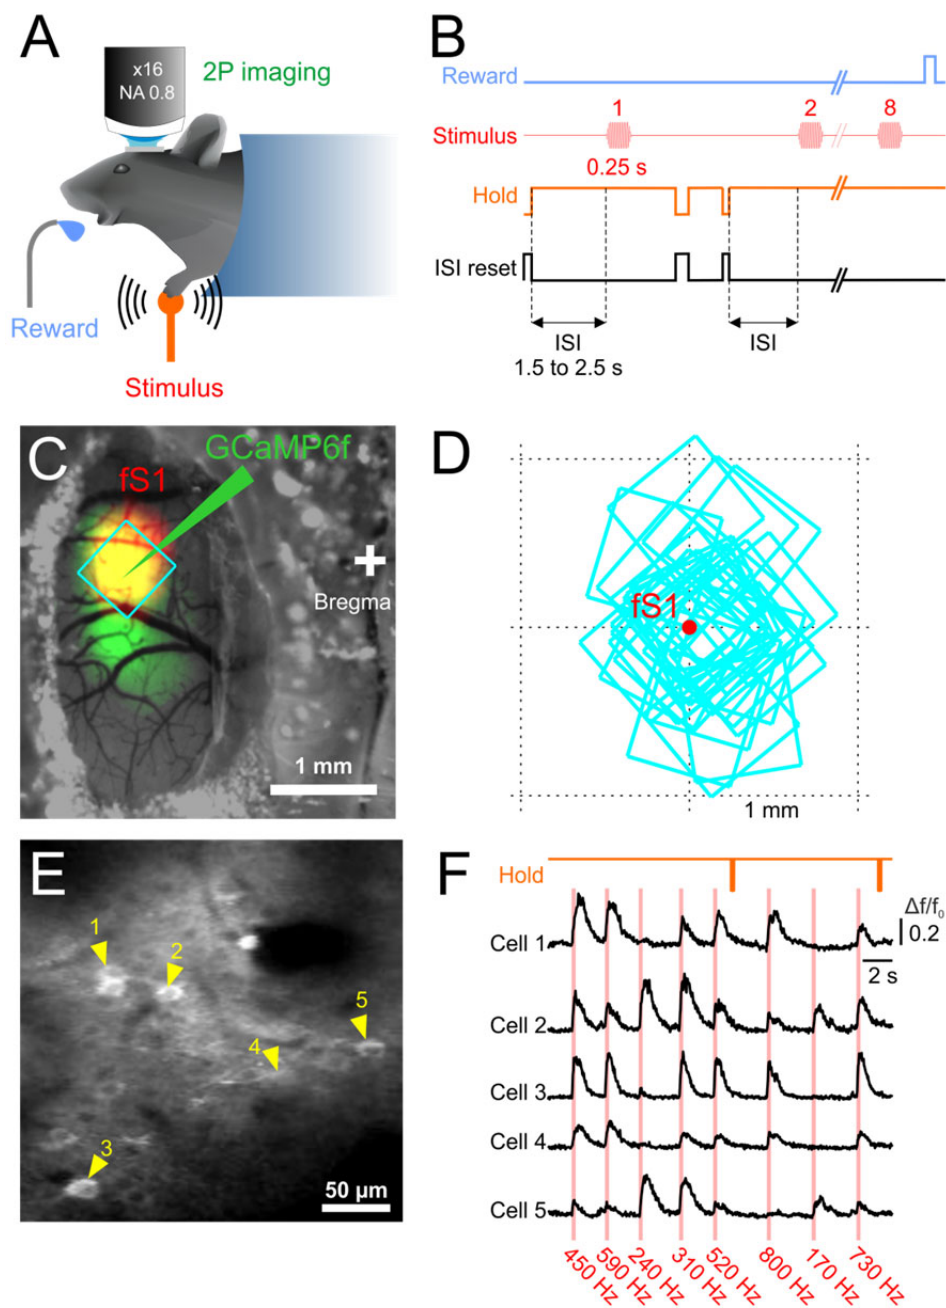 A
x16
NA 0.8
2P imaging
Reward
Stimulus
B
Reward
1
2
8
Stimulus
0.25 s
Hold
ISI reset
ISI
ISI
1.5 to 2.5 s
C
GCaMP6f
fS1
Bregma
1 mm
D
fS1
1 mm
E
1
2
5
4
3
50 µm
F
Hold
Δf/f0
0.2
2 s
Cell 1
Cell 2
Cell 3
Cell 4
Cell 5
450 Hz
590 Hz
240 Hz
310 Hz
520 Hz
800 Hz
170 Hz
730 Hz